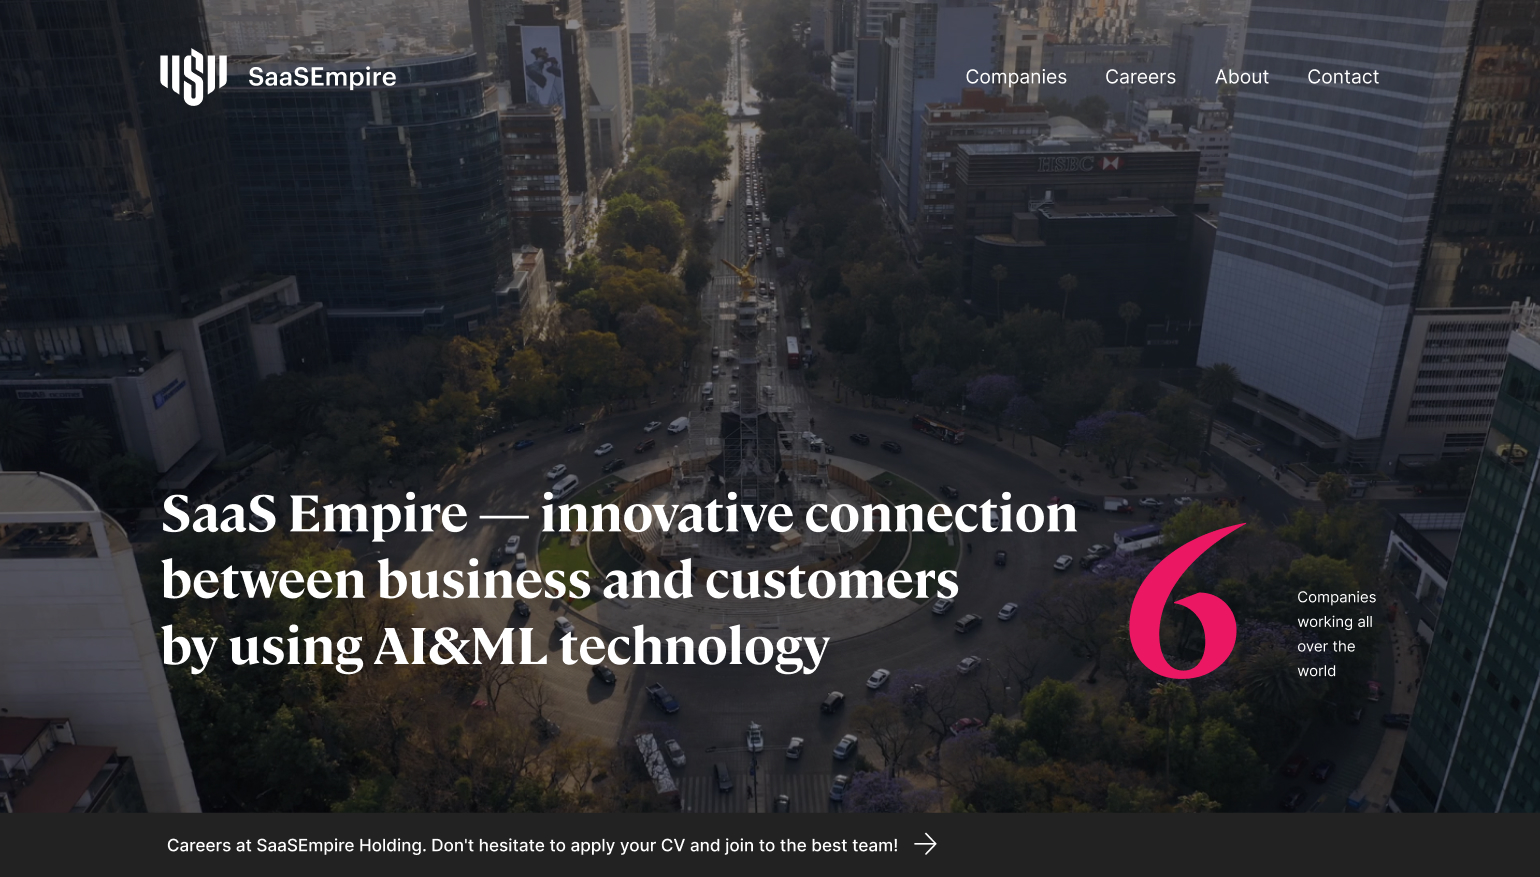 SaaSEmpire
Companies
Careers
About
Contact
HSBC
SaaS Empire — innovative connection
between business and customers
by using AI&ML technology
6
Companies
working all
over the
world
Careers at SaaSEmpire Holding. Don't hesitate to apply your CV and join to the best team!